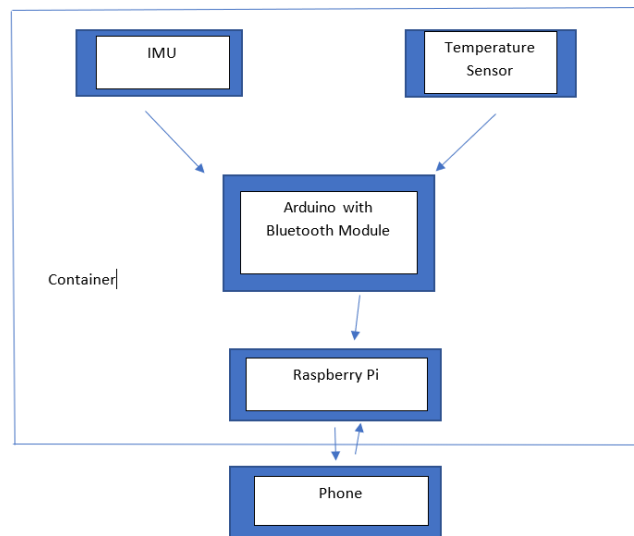 IMU
Temperature
Sensor
Arduino with
Bluetooth Module
Container
Raspberry Pi
Phone